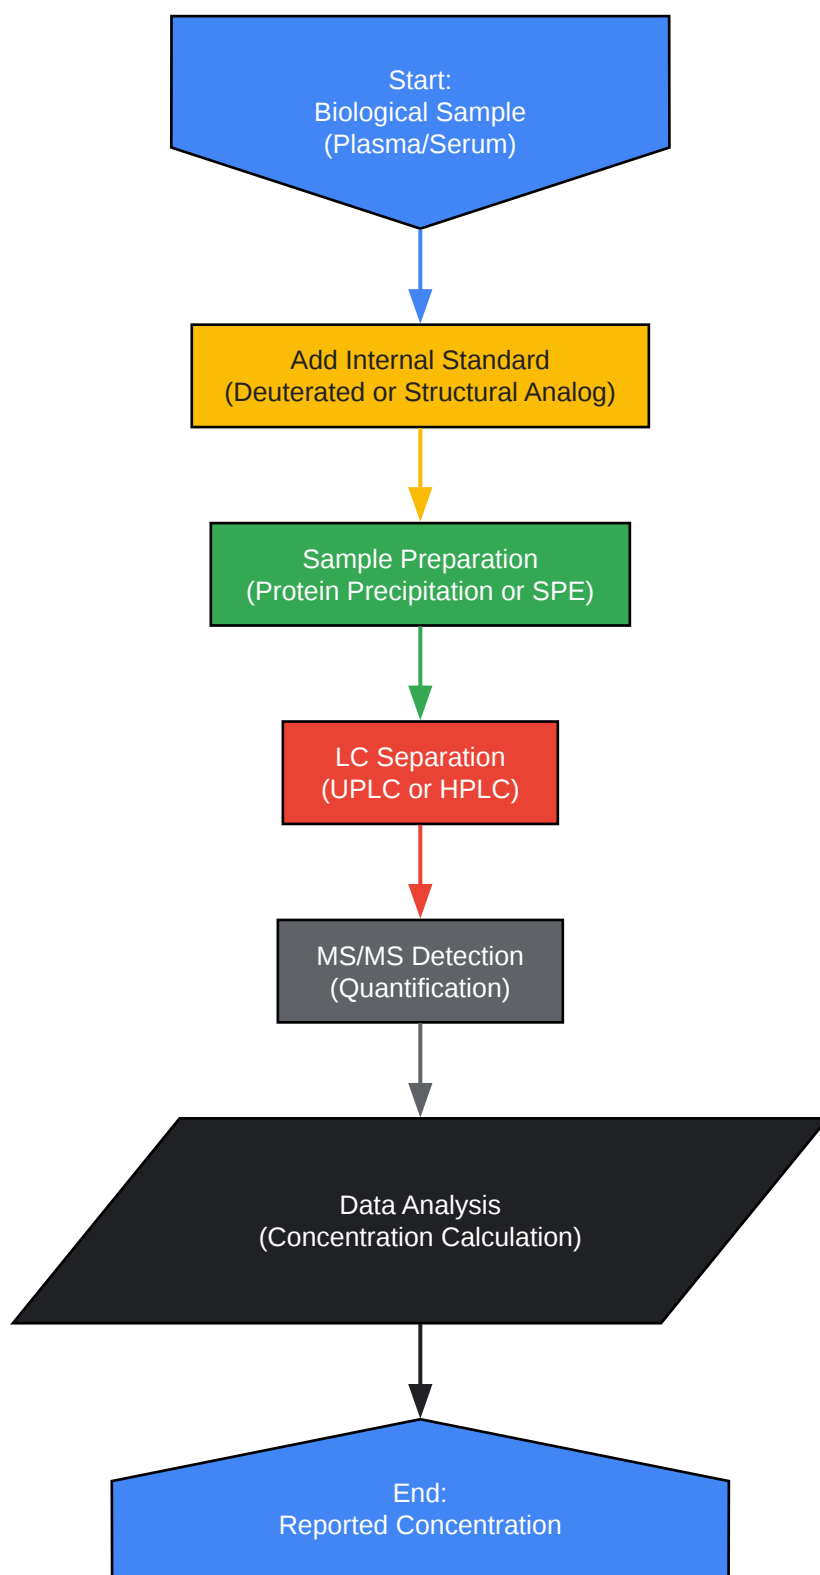 Start:
Biological Sample
(Plasma/Serum)
Add Internal Standard
(Deuterated or Structural Analog)
Sample Preparation
(Protein Precipitation or SPE)
LC Separation
(UPLC or HPLC)
MS/MS Detection
(Quantification)
Data Analysis
(Concentration Calculation)
End:
Reported Concentration